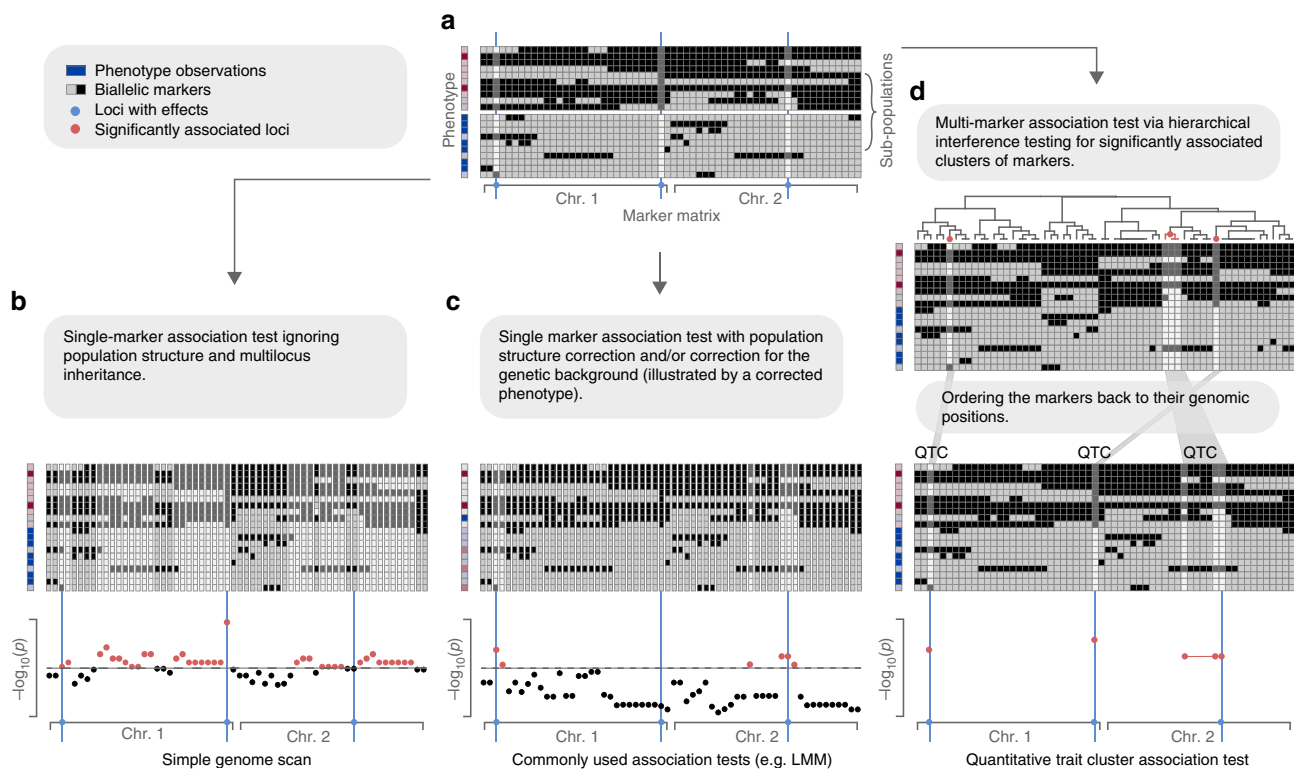 a
Phenotype observations
Biallelic markers
Loci with effects
Significantly associated loci
Phenotype
Sub-populations
Chr. 1
Chr. 2
Marker matrix
d
Multi-marker association test via hierarchical
interference testing for significantly associated
clusters of markers.
b
Single-marker association test ignoring
population structure and multilocus
inheritance.
c
Single marker association test with population
structure correction and/or correction for the
genetic background (illustrated by a corrected
phenotype).
Ordering the markers back to their genomic
positions.
QTC
QTC
QTC
–log10(p)
Chr. 1
Chr. 2
Simple genome scan
–log10(p)
Chr. 1
Chr. 2
Commonly used association tests (e.g. LMM)
–log10(p)
Chr. 1
Chr. 2
Quantitative trait cluster association test